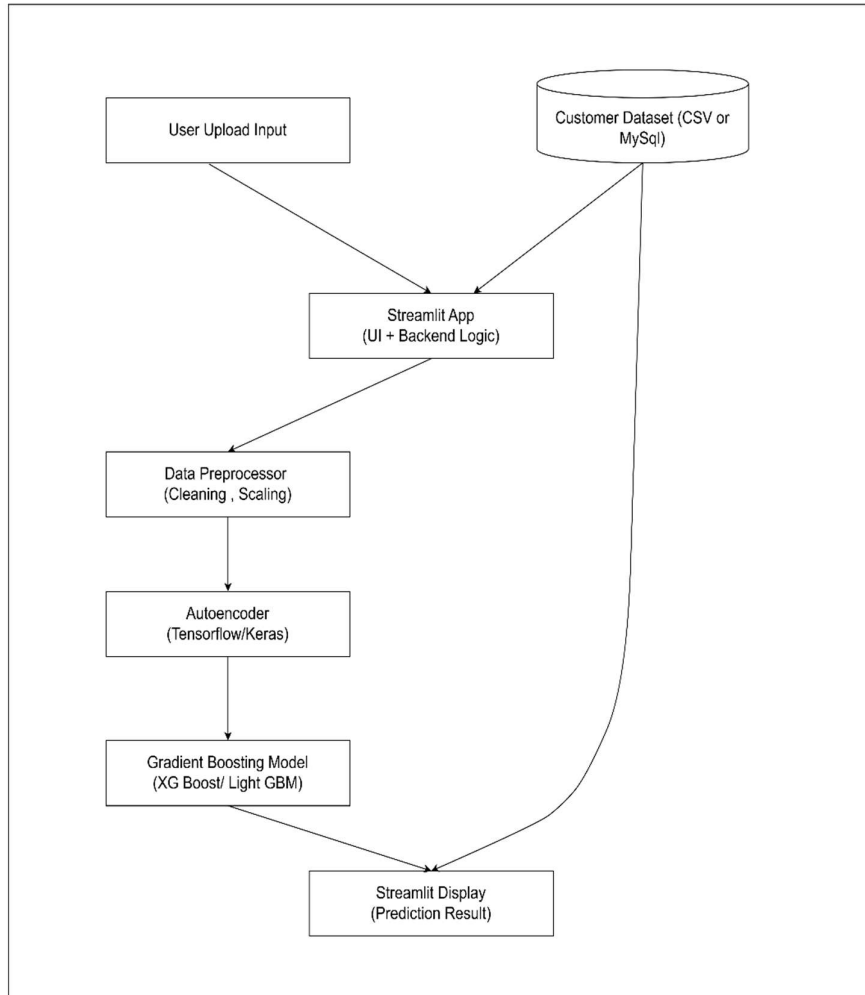 User Upload Input
Customer Dataset (CSV or
MySql)
Streamlit App
(UI + Backend Logic)
Data Preprocessor
(Cleaning , Scaling)
Autoencoder
(Tensorflow/Keras)
Gradient Boosting Model
(XG Boost/ Light GBM)
Streamlit Display
(Prediction Result)